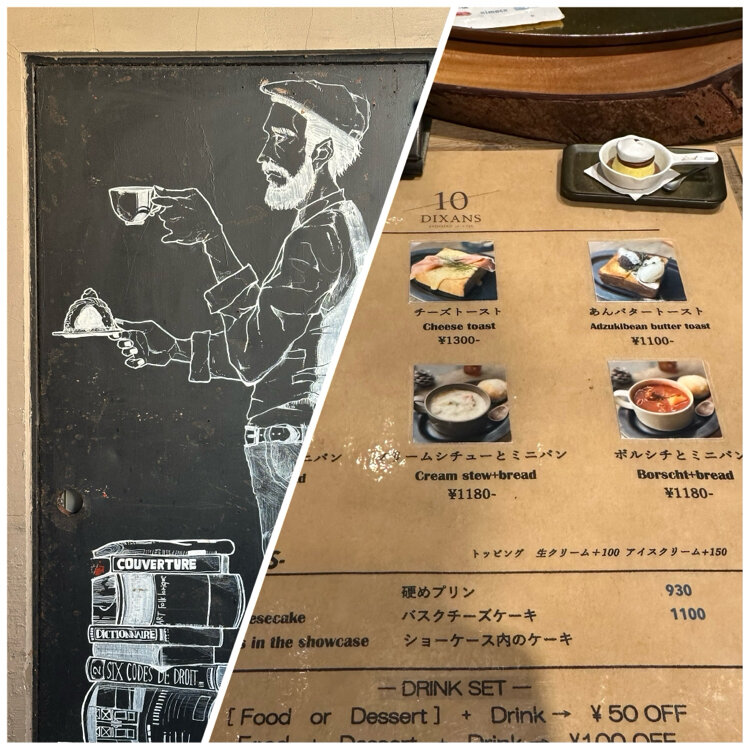 COUVERTURE
DICTIONNAIRE
SIX CODES DE DROIT
10
DIXANS
チーズトースト
Cheese toast
¥1300-
あんバタートースト
Adzukibean butter toast
¥1100-
ームシチューとミニパン
Cream stew+bread
¥1180-
ボルシチとミニパン
Borscht+bread
¥1180-
トッピング 生クリーム+100 アイスクリーム+150
硬めプリン 930
esecake バスクチーズケーキ 1100
s in the showcase ショーケース内のケーキ
— DRINK SET —
[ Food or Dessert ] + Drink→ ¥50 OFF
Food + Dessert + Drink→ ¥100 OFF